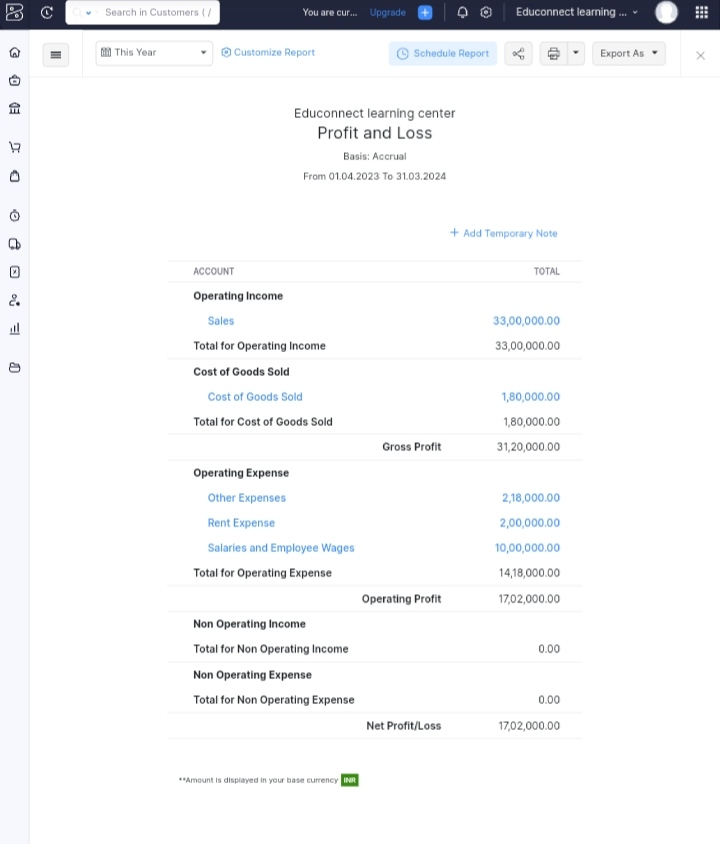 Search in Customers ( /
You are cur... Upgrade
Educonnect learning ...
This Year
Customize Report
Schedule Report
Export As
Educonnect learning center
Profit and Loss
Basis: Accrual
From 01.04.2023 To 31.03.2024
+ Add Temporary Note
ACCOUNT TOTAL
Operating Income
Sales 33,00,000.00
Total for Operating Income 33,00,000.00
Cost of Goods Sold
Cost of Goods Sold 1,80,000.00
Total for Cost of Goods Sold 1,80,000.00
Gross Profit 31,20,000.00
Operating Expense
Other Expenses 2,18,000.00
Rent Expense 2,00,000.00
Salaries and Employee Wages 10,00,000.00
Total for Operating Expense 14,18,000.00
Operating Profit 17,02,000.00
Non Operating Income
Total for Non Operating Income 0.00
Non Operating Expense
Total for Non Operating Expense 0.00
Net Profit/Loss 17,02,000.00
**Amount is displayed in your base currency INR